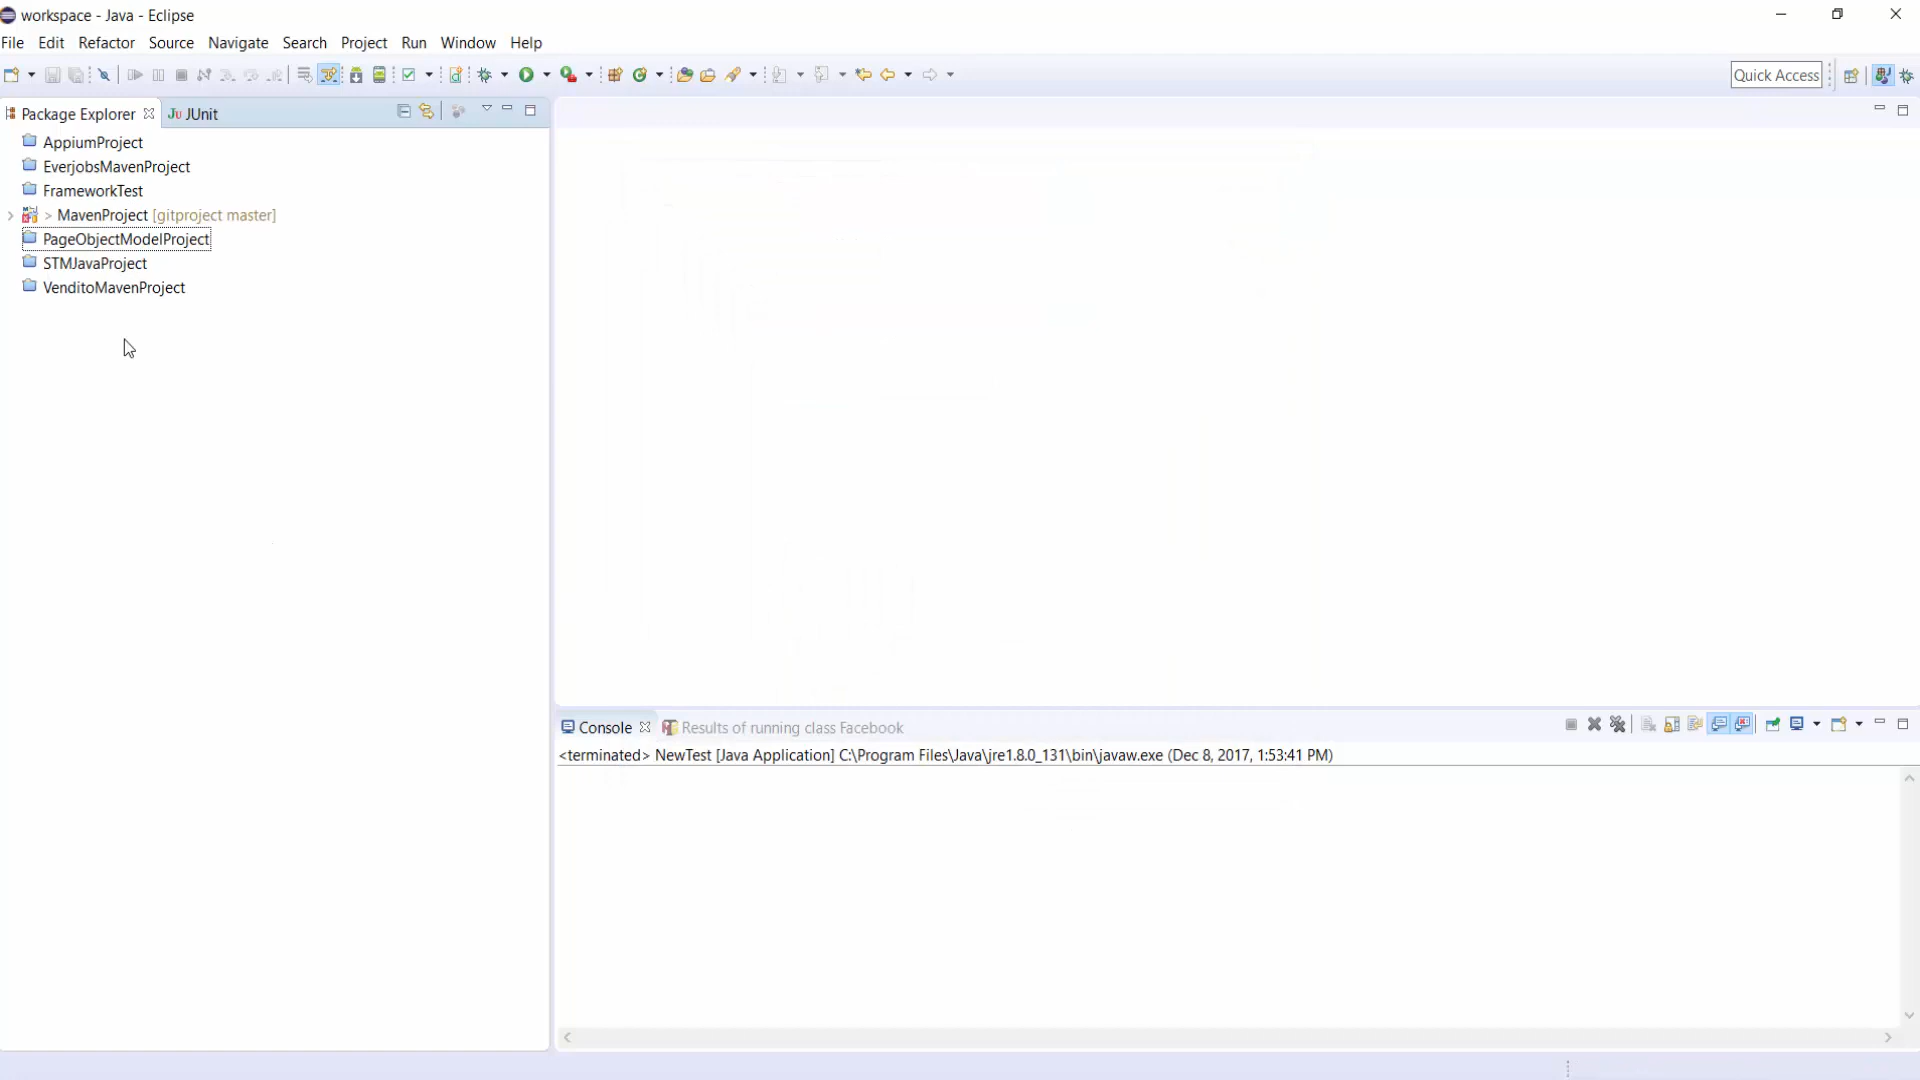 workspace - Java - Eclipse
File Edit Refactor Source Navigate Search Project Run Window Help
Quick Access
Package Explorer JUnit
AppiumProject
EverjobsMavenProject
FrameworkTest
> MavenProject [gitproject master]
PageObjectModelProject
STMJavaProject
VenditoMavenProject
Console Results of running class Facebook
<terminated> NewTest [Java Application] C:\Program Files\Java\jre1.8.0_131\bin\javaw.exe (Dec 8, 2017, 1:53:41 PM)